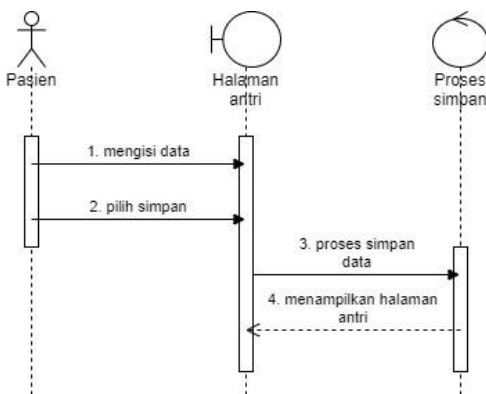 Pasien
Halaman
antri
Proses
simpan
1. mengisi data
2. pilih simpan
3. proses simpan
data
4. menampilkan halaman
antri